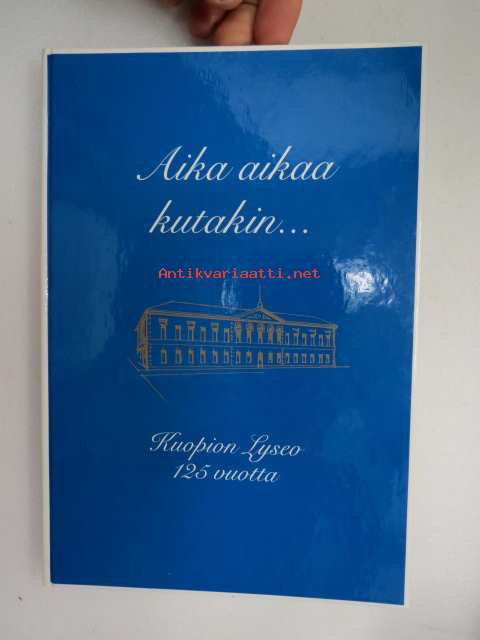 Aika aikaa
kutakin...
Antikvariaatti.net
Kuopion Lyseo
125 vuotta